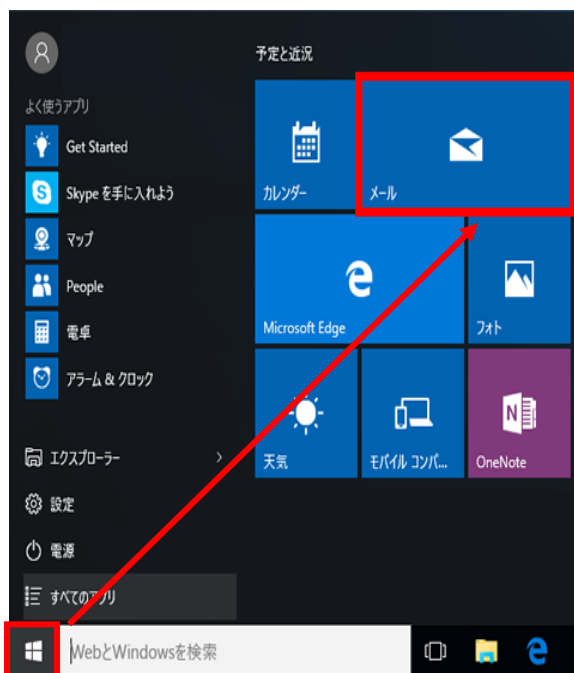 予定と近況
よく使うアプリ
Get Started
Skype を手に入れよう
マップ
People
電卓
アラーム & クロック
エクスプローラー
設定
電源
すべてのアプリ
カレンダー
メール
Microsoft Edge
フォト
天気
モバイル コンパ...
OneNote
WebとWindowsを検索